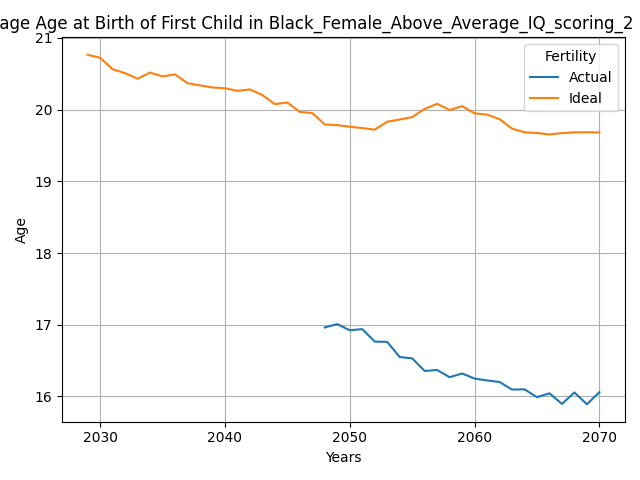 age Age at Birth of First Child in Black_Female_Above_Average_IQ_scoring_2
Fertility
Actual
Ideal
21
20
19
18
17
16
Age
2030 2040 2050 2060 2070
Years